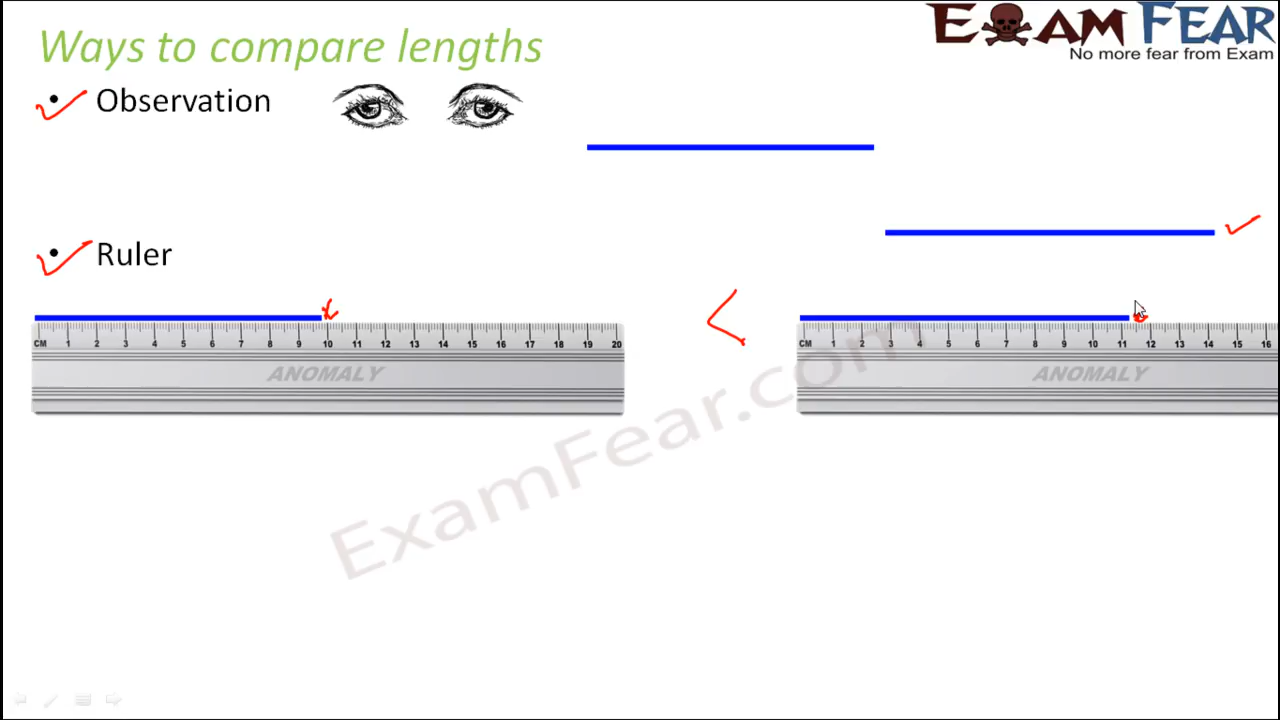 Ways to compare lengths
EXAM FEAR
No more fear from Exam
• Observation
• Ruler
<
CM 1 2 3 4 5 6 7 8 9 10 11 12 13 14 15 16 17 18 19 20
ANOMALY
CM 1 2 3 4 5 6 7 8 9 10 11 12 13 14 15 16
ANOMALY
ExamFear.com